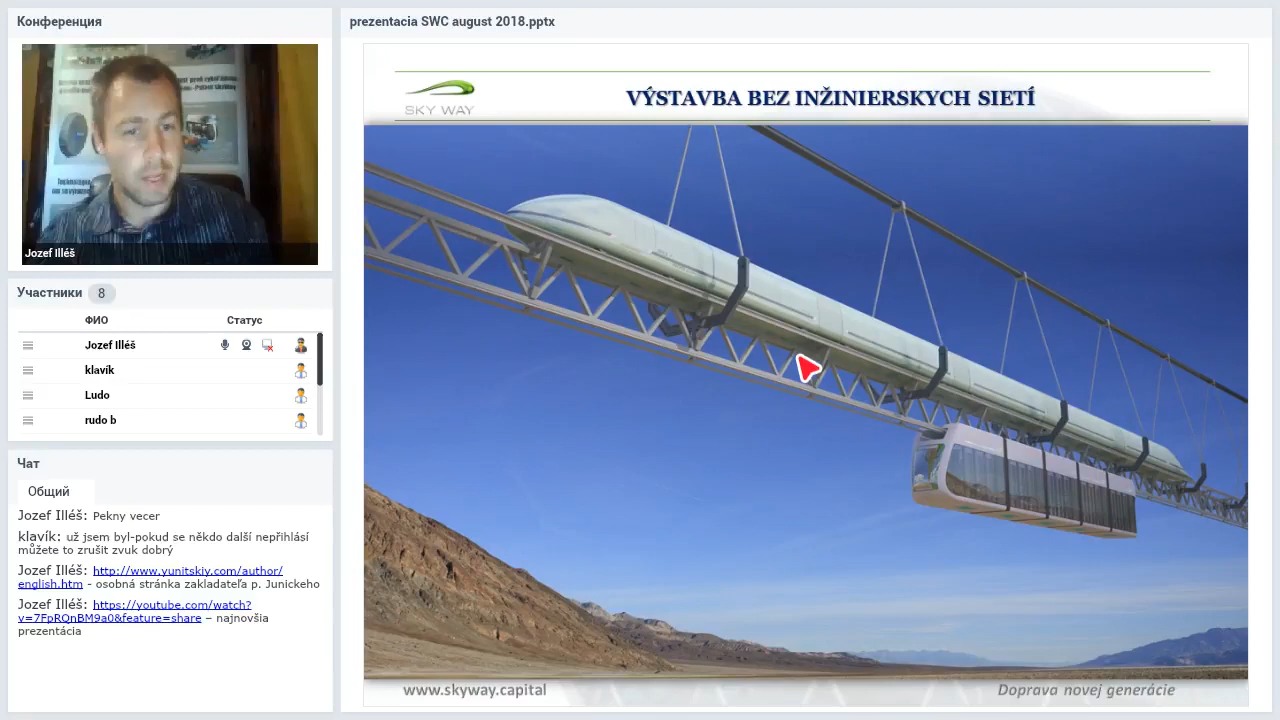 Конференция
Jozef Illéš
Участники 8
ФИО Статус
Jozef Illéš
klavík
Ludo
rudo b
Чат
Общий
Jozef Illéš: Pekny vecer
klavík: už jsem byl-pokud se někdo další nepřihlásí
můžete to zrušit zvuk dobrý
Jozef Illéš: http://www.yunitskiy.com/author/
english.htm - osobná stránka zakladateľa p. Junickeho
Jozef Illéš: https://youtube.com/watch?
v=7FpRQnBM9a0&feature=share – najnovšia
prezentácia
prezentacia SWC august 2018.pptx
SKY WAY
VÝSTAVBA BEZ INŽINIERSKYCH SIETÍ
www.skyway.capital
Doprava novej generácie